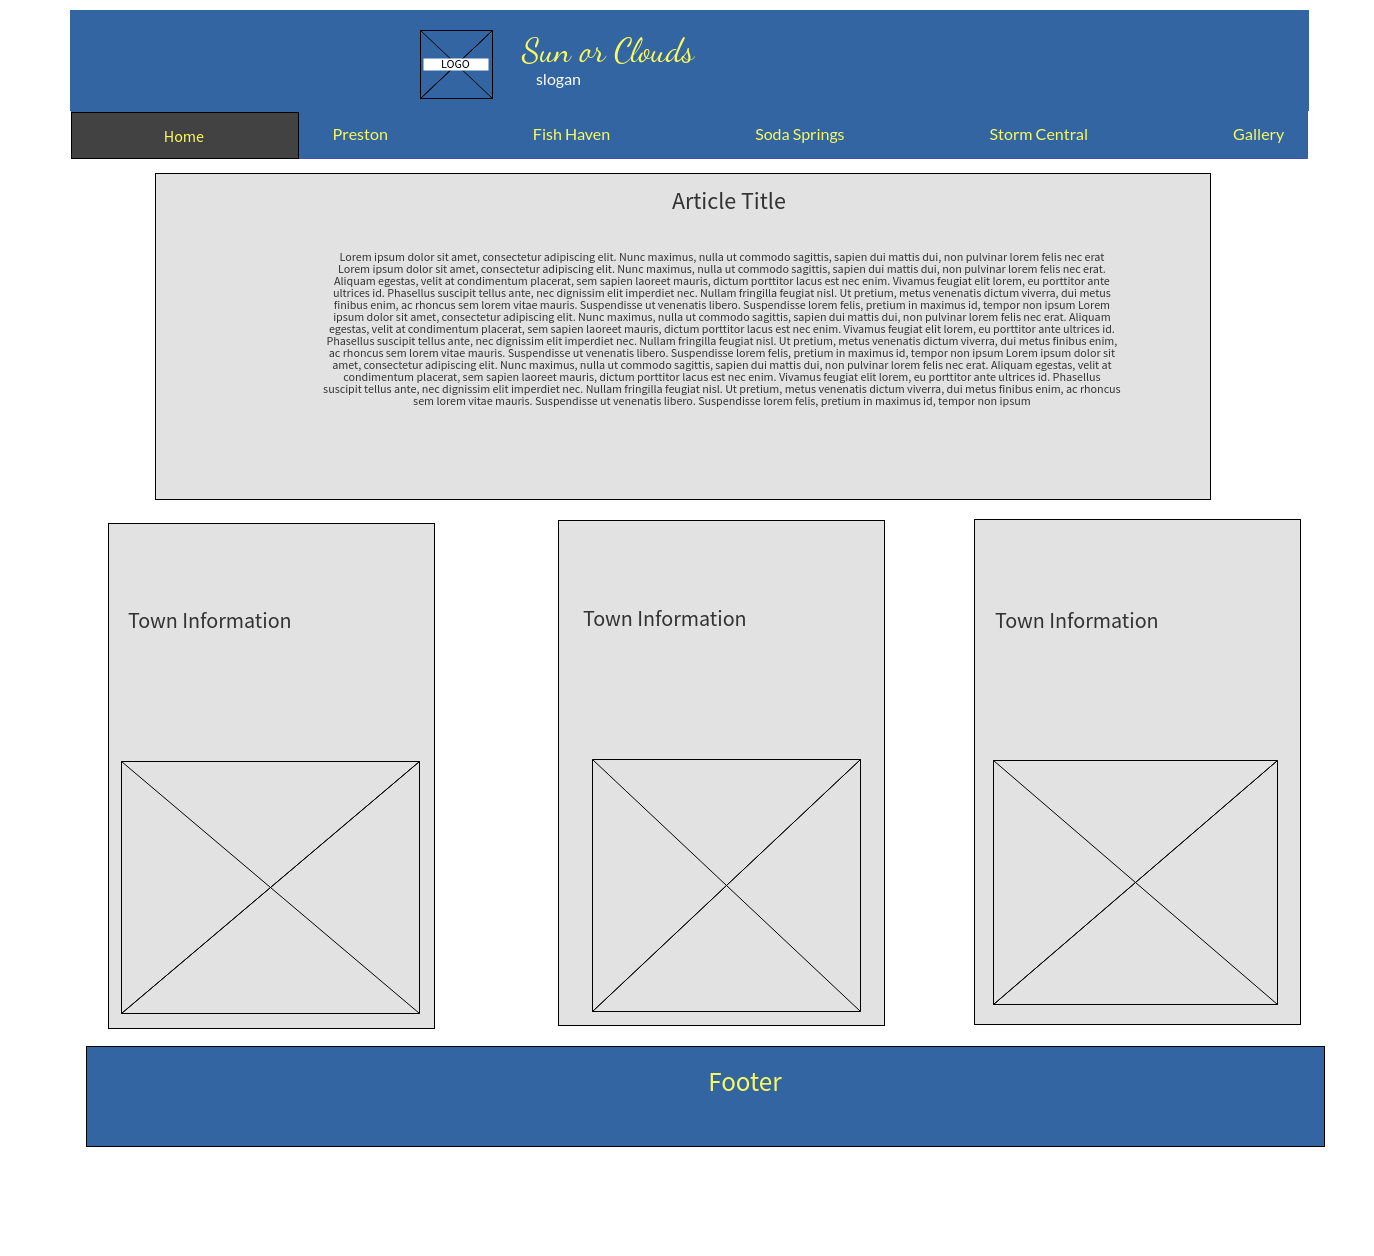 LOGO
Sun or Clouds
slogan
Home
Preston
Fish Haven
Soda Springs
Storm Central
Gallery
Article Title
Lorem ipsum dolor sit amet, consectetur adipiscing elit. Nunc maximus, nulla ut commodo sagittis, sapien dui mattis dui, non pulvinar lorem felis nec erat
Lorem ipsum dolor sit amet, consectetur adipiscing elit. Nunc maximus, nulla ut commodo sagittis, sapien dui mattis dui, non pulvinar lorem felis nec erat.
Aliquam egestas, velit at condimentum placerat, sem sapien laoreet mauris, dictum porttitor lacus est nec enim. Vivamus feugiat elit lorem, eu porttitor ante
ultrices id. Phasellus suscipit tellus ante, nec dignissim elit imperdiet nec. Nullam fringilla feugiat nisl. Ut pretium, metus venenatis dictum viverra, dui metus
finibus enim, ac rhoncus sem lorem vitae mauris. Suspendisse ut venenatis libero. Suspendisse lorem felis, pretium in maximus id, tempor non ipsum Lorem
ipsum dolor sit amet, consectetur adipiscing elit. Nunc maximus, nulla ut commodo sagittis, sapien dui mattis dui, non pulvinar lorem felis nec erat. Aliquam
egestas, velit at condimentum placerat, sem sapien laoreet mauris, dictum porttitor lacus est nec enim. Vivamus feugiat elit lorem, eu porttitor ante ultrices id.
Phasellus suscipit tellus ante, nec dignissim elit imperdiet nec. Nullam fringilla feugiat nisl. Ut pretium, metus venenatis dictum viverra, dui metus finibus enim,
ac rhoncus sem lorem vitae mauris. Suspendisse ut venenatis libero. Suspendisse lorem felis, pretium in maximus id, tempor non ipsum Lorem ipsum dolor sit
amet, consectetur adipiscing elit. Nunc maximus, nulla ut commodo sagittis, sapien dui mattis dui, non pulvinar lorem felis nec erat. Aliquam egestas, velit at
condimentum placerat, sem sapien laoreet mauris, dictum porttitor lacus est nec enim. Vivamus feugiat elit lorem, eu porttitor ante ultrices id. Phasellus
suscipit tellus ante, nec dignissim elit imperdiet nec. Nullam fringilla feugiat nisl. Ut pretium, metus venenatis dictum viverra, dui metus finibus enim, ac rhoncus
sem lorem vitae mauris. Suspendisse ut venenatis libero. Suspendisse lorem felis, pretium in maximus id, tempor non ipsum
Town Information
Town Information
Town Information
Footer